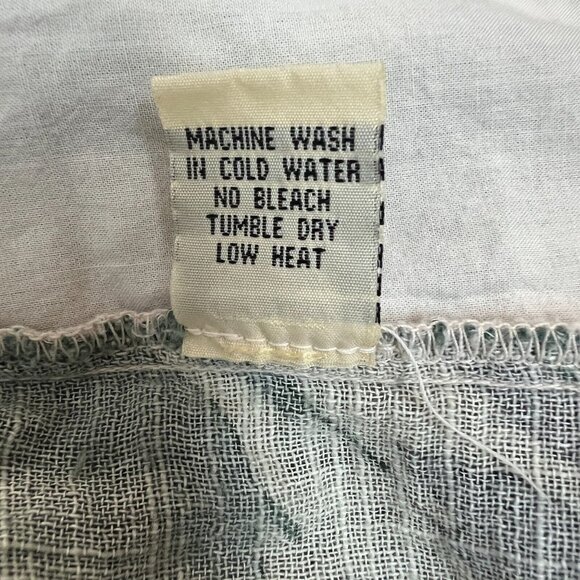 MACHINE WASH
IN COLD WATER
NO BLEACH
TUMBLE DRY
LOW HEAT